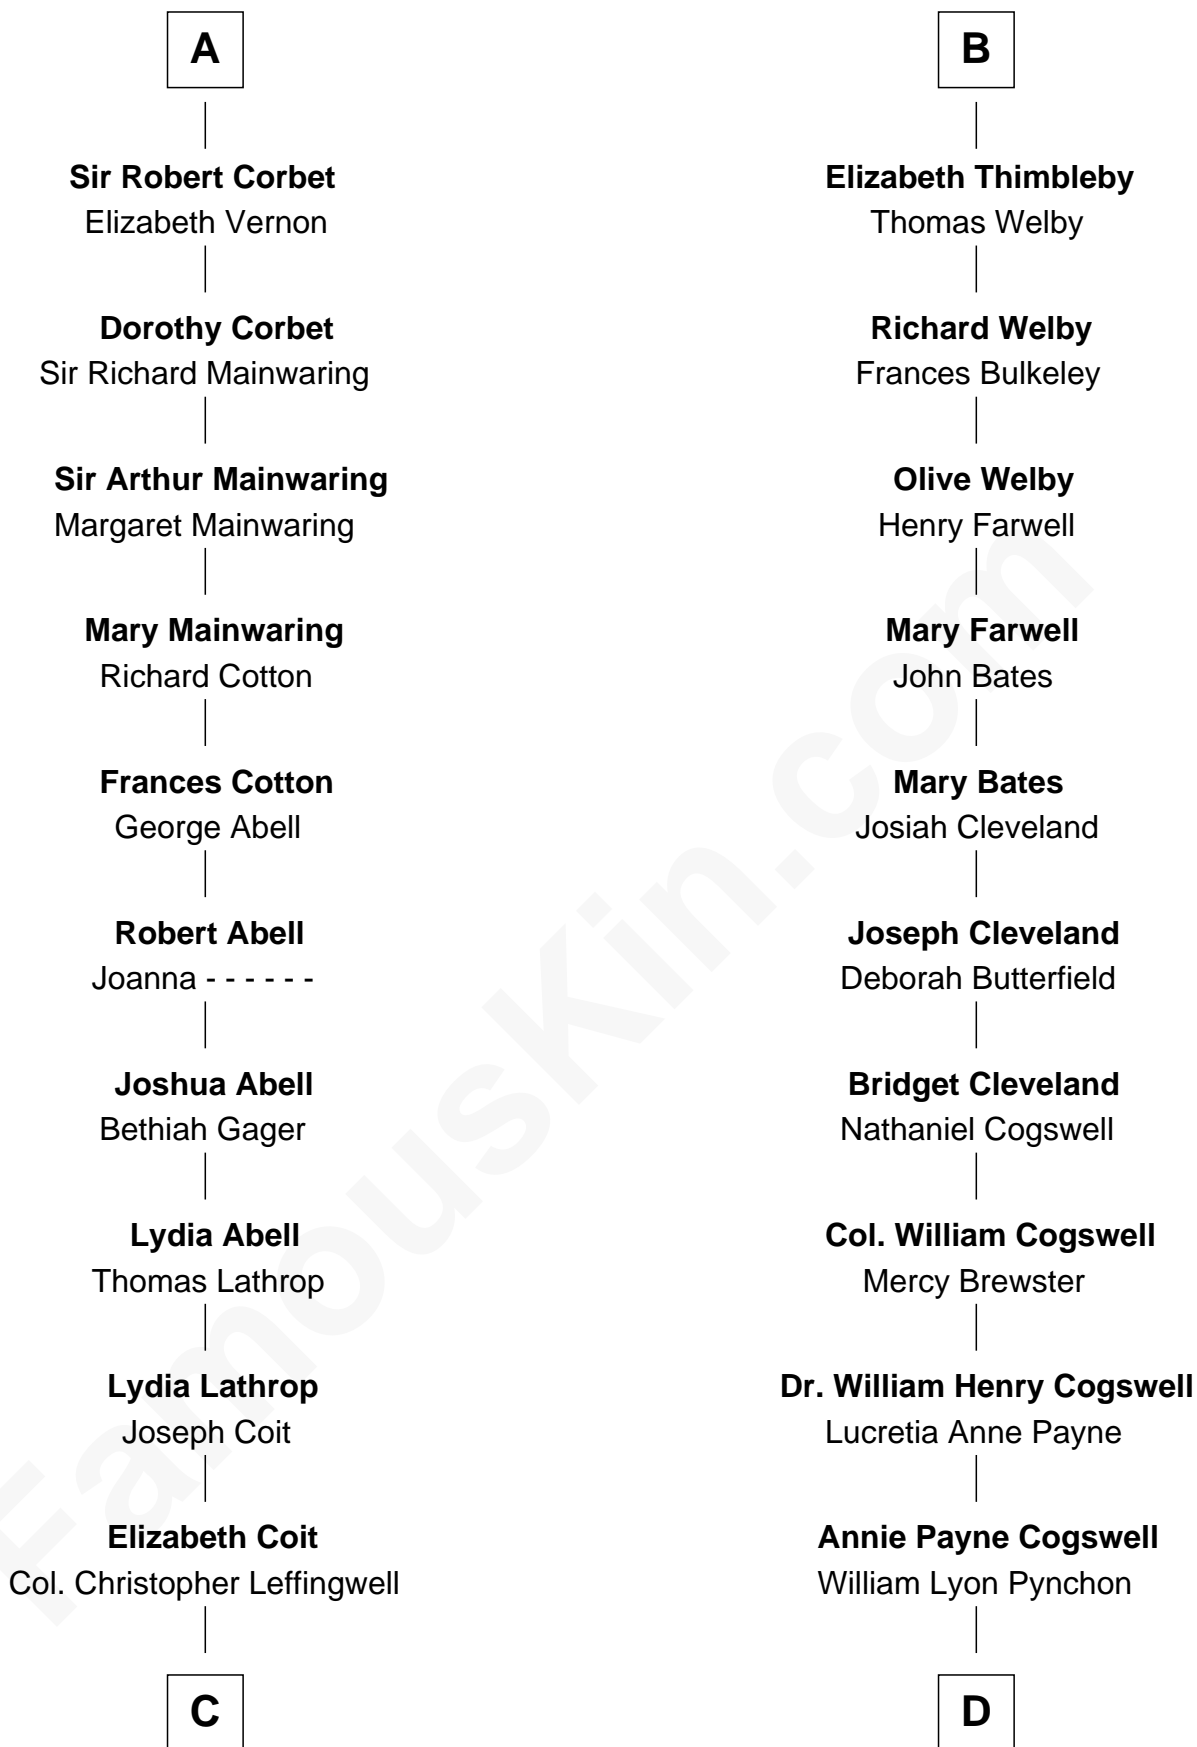 A
Sir Robert Corbet
Elizabeth Vernon
Dorothy Corbet
Sir Richard Mainwaring
Sir Arthur Mainwaring
Margaret Mainwaring
Mary Mainwaring
Richard Cotton
Frances Cotton
George Abell
Robert Abell
Joanna - - - - - -
Joshua Abell
Bethiah Gager
Lydia Abell
Thomas Lathrop
Lydia Lathrop
Joseph Coit
Elizabeth Coit
Col. Christopher Leffingwell
C
B
Elizabeth Thimbleby
Thomas Welby
Richard Welby
Frances Bulkeley
Olive Welby
Henry Farwell
Mary Farwell
John Bates
Mary Bates
Josiah Cleveland
Joseph Cleveland
Deborah Butterfield
Bridget Cleveland
Nathaniel Cogswell
Col. William Cogswell
Mercy Brewster
Dr. William Henry Cogswell
Lucretia Anne Payne
Annie Payne Cogswell
William Lyon Pynchon
D
FamousKin.com